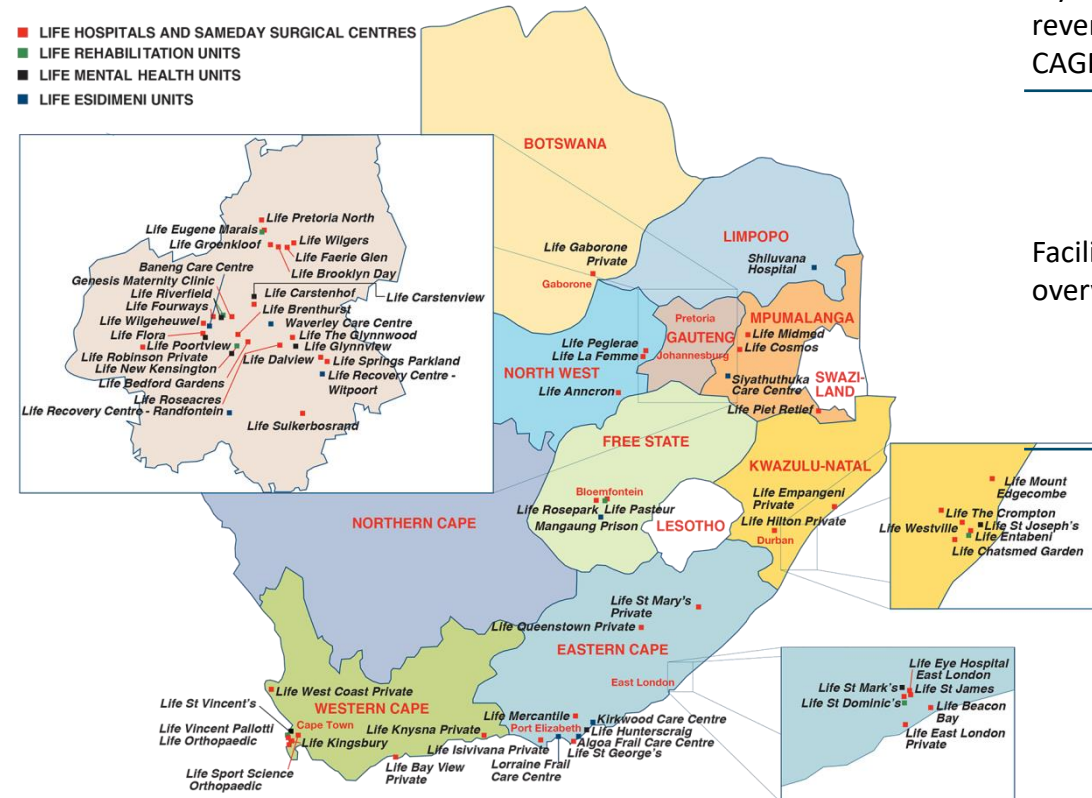 LIFE HOSPITALS AND SAMEDAY SURGICAL CENTRES
LIFE REHABILITATION UNITS
LIFE MENTAL HEALTH UNITS
LIFE ESIDIMENI UNITS
CAGR
Facili
over
BOTSWANA
Life Gaborone
Private
Gaborone
LIMPOPO
Shiluvana
Hospital
Life Pretoria North
Life Eugene Marais
Life Groenkloof
Life Wilgers
Life Faerie Glen
Life Brooklyn Day
Baneng Care Centre
Genesis Maternity Clinic
Life Riverfield
Life Fourways
Life Wilgeheuwel
Life Flora
Life Poortview
Life Robinson Private
Life New Kensington
Life Bedford Gardens
Life Roseacres
Life Recovery Centre - Randfontein
Life Carstenhof
Life Carstenview
Life Brenthurst
Waverley Care Centre
Life The Glynnwood
Life Glynnview
Life Dalview
Life Springs Parkland
Life Recovery Centre -
Witpoort
Life Suikerbosrand
Pretoria
GAUTENG
Johannesburg
MPUMALANGA
Life Midmed
Life Cosmos
Siyathuthuka
Care Centre
Life Piet Retief
SWAZI-
LAND
Life Peglerae
Life La Femme
NORTH WEST
Life Anncron
FREE STATE
Bloemfontein
Life Rosepark
Life Pasteur
Mangaung Prison
LESOTHO
KWAZULU-NATAL
Life Empangeni
Private
Life Hilton Private
Durban
Life Mount
Edgecombe
Life The Crompton
Life Westville
Life St Joseph's
Life Entabeni
Life Chatsmed Garden
NORTHERN CAPE
Life St Mary's
Private
Life Queenstown Private
EASTERN CAPE
East London
Life Eye Hospital
East London
Life St Mark's
Life St James
Life St Dominic's
Life Beacon
Bay
Life East London
Private
Life West Coast Private
WESTERN CAPE
Life St Vincent's
Cape Town
Life Vincent Pallotti
Life Orthopaedic
Life Kingsbury
Life Sport Science
Orthopaedic
Life Knysna Private
Life Bay View
Private
Life Mercantile
Port Elizabeth
Life Isivivana Private
Lorraine Frail
Care Centre
Kirkwood Care Centre
Life Hunterscraig
Algoa Frail Care Centre
Life St George's